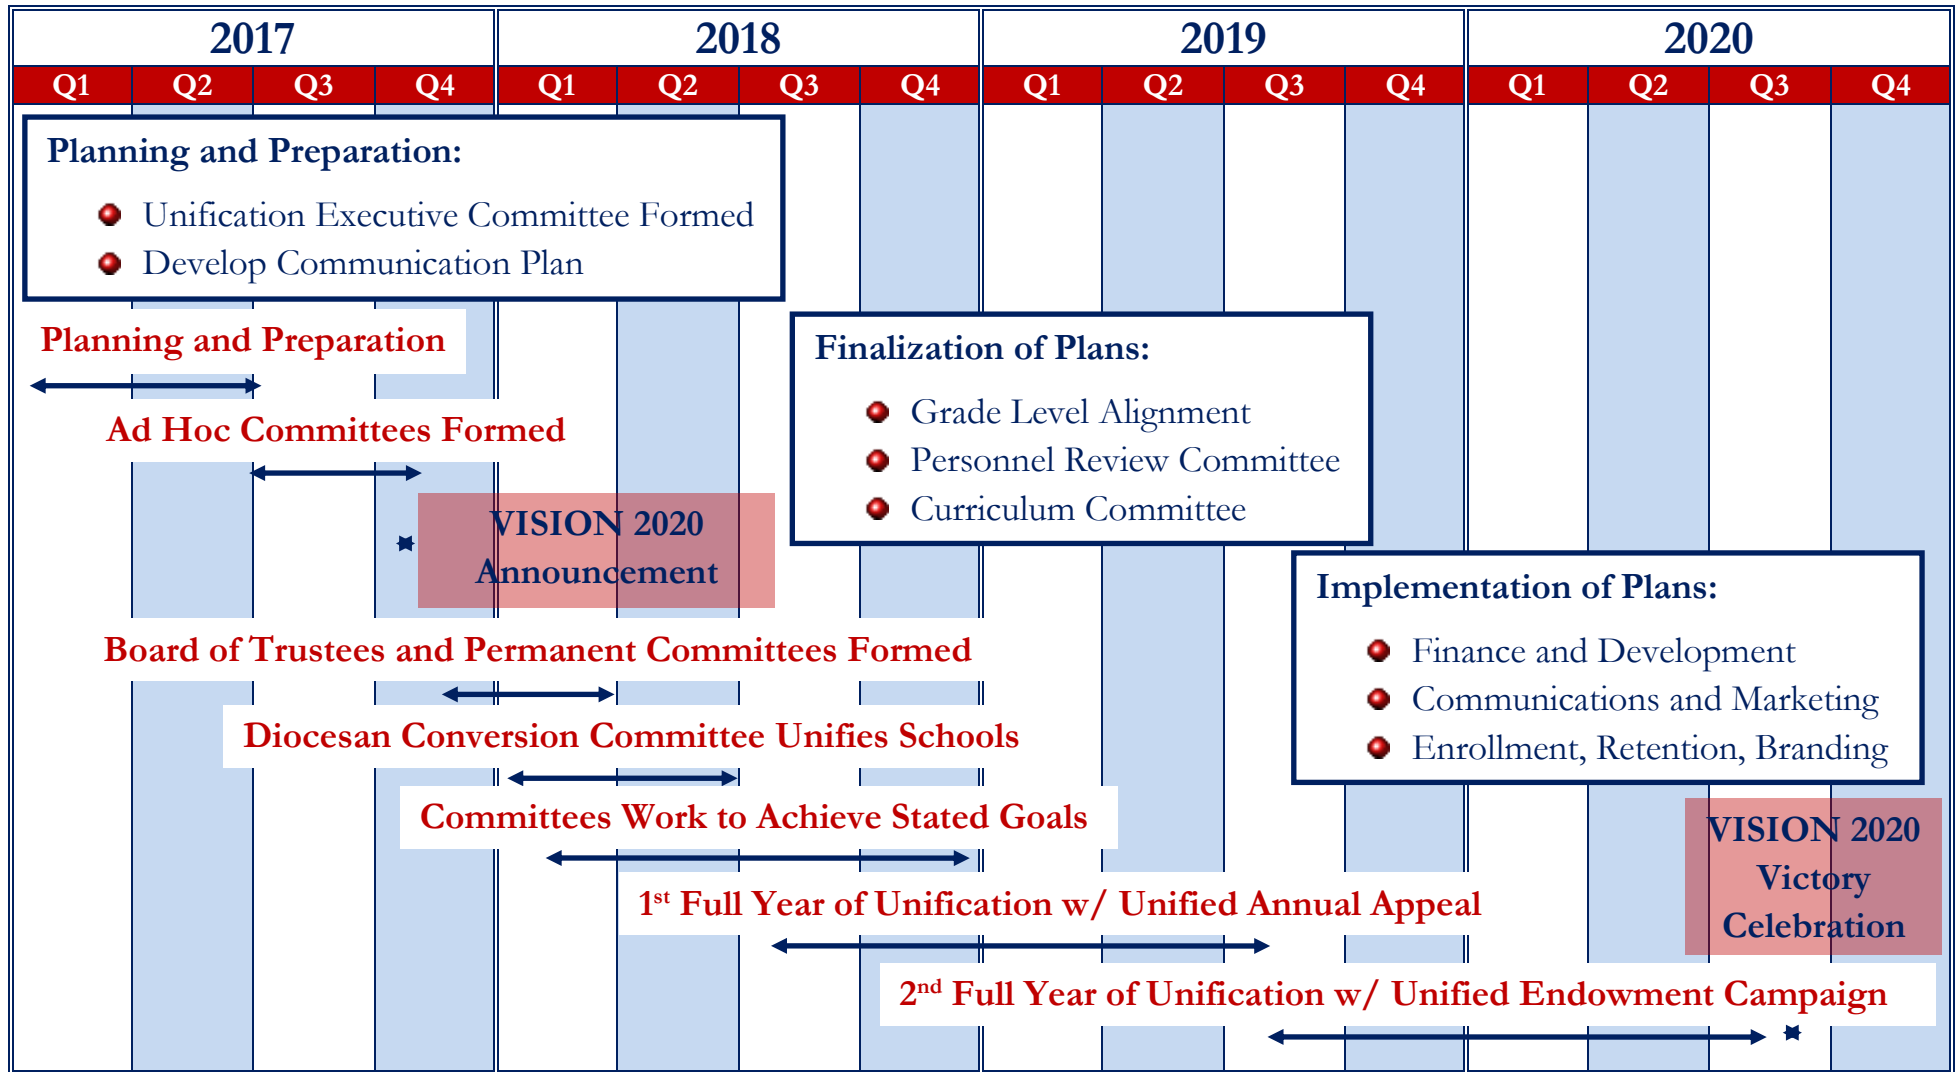 2017 2018 2019 2020
Q1 Q2 Q3 Q4 Q1 Q2 Q3 Q4 Q1 Q2 Q3 Q4 Q1 Q2 Q3 Q4
Planning and Preparation:
Unification Executive Committee Formed
Develop Communication Plan
Planning and Preparation
Ad Hoc Committees Formed
Finalization of Plans:
Grade Level Alignment
Personnel Review Committee
Curriculum Committee
VISION 2020
Announcement
Implementation of Plans:
Finance and Development
Communications and Marketing
Enrollment, Retention, Branding
Board of Trustees and Permanent Committees Formed
Diocesan Conversion Committee Unifies Schools
Committees Work to Achieve Stated Goals
VISION 2020
Victory
Celebration
1st Full Year of Unification w/ Unified Annual Appeal
2nd Full Year of Unification w/ Unified Endowment Campaign